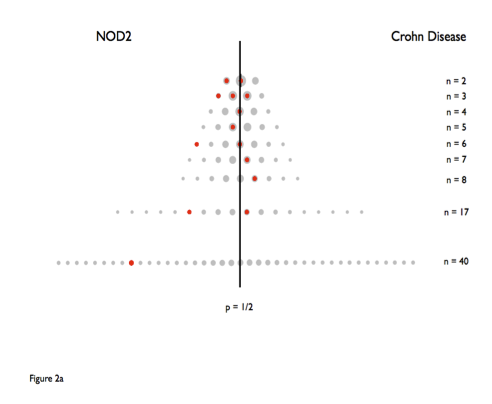 NOD2
Crohn Disease
n = 2
n = 3
n = 4
n = 5
n = 6
n = 7
n = 8
n = 17
n = 40
p = 1/2
Figure 2a